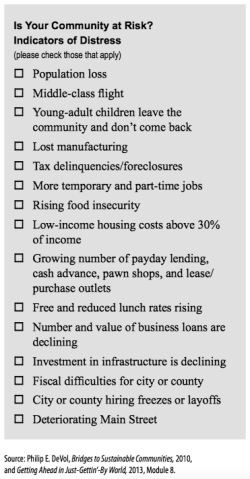 Is Your Community at Risk?
Indicators of Distress
(please check those that apply)
Population loss
Middle-class flight
Young-adult children leave the
community and don't come back
Lost manufacturing
Tax delinquencies/foreclosures
More temporary and part-time jobs
Rising food insecurity
Low-income housing costs above 30%
of income
Growing number of payday lending,
cash advance, pawn shops, and lease/
purchase outlets
Free and reduced lunch rates rising
Number and value of business loans are
declining
Investment in infrastructure is declining
Fiscal difficulties for city or county
City or county hiring freezes or layoffs
Deteriorating Main Street
Source: Philip E. DeVol, Bridges to Sustainable Communities, 2010,
and Getting Ahead in Just-Gettin'-By World, 2013, Module 8.